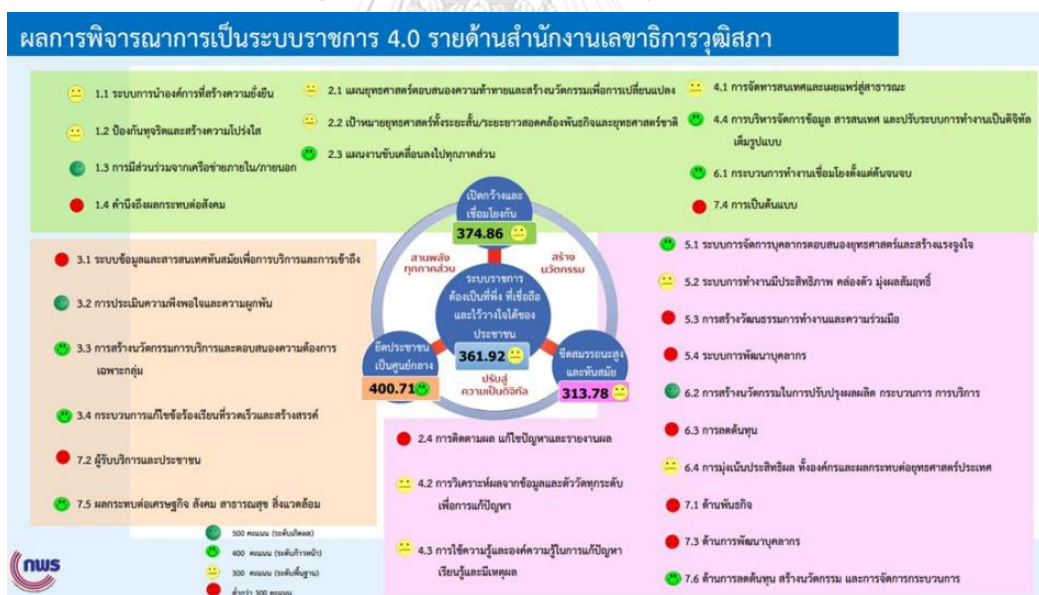 ผลการพิจารณาการเป็นระบบราชการ 4.0 รายด้านสำนักงานเลขาธิการวุฒิสภา
1.1 ระบบการนำองค์การที่สร้างความยั่งยืน
1.2 ป้องกันทุจริตและสร้างความโปร่งใส
1.3 การมีส่วนร่วมจากเครือข่ายภายใน/ภายนอก
1.4 คำนึงถึงผลกระทบต่อสังคม
2.1 แผนยุทธศาสตร์ตอบสนองความท้าทายและสร้างนวัตกรรมเพื่อการเปลี่ยนแปลง
2.2 เป้าหมายยุทธศาสตร์ทั้งระยะสั้น/ระยะยาวสอดคล้องพันธกิจและยุทธศาสตร์ชาติ
2.3 แผนงานขับเคลื่อนลงไปทุกภาคส่วน
4.1 การจัดหาสนเทศและเผยแพร่สู่สาธารณะ
4.4 การบริหารจัดการข้อมูล สารสนเทศ และปรับระบบการทำงานเป็นดิจิทัล
เต็มรูปแบบ
6.1 กระบวนการทำงานเชื่อมโยงตั้งแต่ต้นจนจบ
7.4 การเป็นต้นแบบ
เปิดกว้างและ
เชื่อมโยงกัน
374.86
สานพลัง
ทุกภาคส่วน
สร้าง
นวัตกรรม
ระบบราชการ
ต้องเป็นที่พึ่ง ที่เชื่อถือ
และไว้วางใจได้ของ
ประชาชน
361.92
ยึดประชาชน
เป็นศูนย์กลาง
400.71
ปรับสู่
ความเป็นดิจิทัล
ขีดสมรรถนะสูง
และทันสมัย
313.78
3.1 ระบบข้อมูลและสารสนเทศทันสมัยเพื่อการบริการและการเข้าถึง
3.2 การประเมินความพึงพอใจและความผูกพัน
3.3 การสร้างนวัตกรรมการบริการและตอบสนองความต้องการ
เฉพาะกลุ่ม
3.4 กระบวนการแก้ไขข้อร้องเรียนที่รวดเร็วและสร้างสรรค์
7.2 ผู้รับบริการและประชาชน
7.5 ผลกระทบต่อเศรษฐกิจ สังคม สาธารณสุข สิ่งแวดล้อม
2.4 การติดตามผล แก้ไขปัญหาและรายงานผล
4.2 การวิเคราะห์ผลจากข้อมูลและตัววัดทุกระดับ
เพื่อการแก้ปัญหา
4.3 การใช้ความรู้และองค์ความรู้ในการแก้ปัญหา
เรียนรู้และมีเหตุผล
5.1 ระบบการจัดการบุคลากรตอบสนองยุทธศาสตร์และสร้างแรงจูงใจ
5.2 ระบบการทำงานมีประสิทธิภาพ คล่องตัว มุ่งผลสัมฤทธิ์
5.3 การสร้างวัฒนธรรมการทำงานและความร่วมมือ
5.4 ระบบการพัฒนาบุคลากร
6.2 การสร้างนวัตกรรมในการปรับปรุงผลผลิต กระบวนการ การบริการ
6.3 การลดต้นทุน
6.4 การมุ่งเน้นประสิทธิผล ทั้งองค์กรและผลกระทบต่อยุทธศาสตร์ประเทศ
7.1 ด้านพันธกิจ
7.3 ด้านการพัฒนาบุคลากร
7.6 ด้านการลดต้นทุน สร้างนวัตกรรม และการจัดการกระบวนการ
500 คะแนน (ระดับเกิดผล)
400 คะแนน (ระดับก้าวหน้า)
300 คะแนน (ระดับพื้นฐาน)
ต่ำกว่า 300 คะแนน
กพร